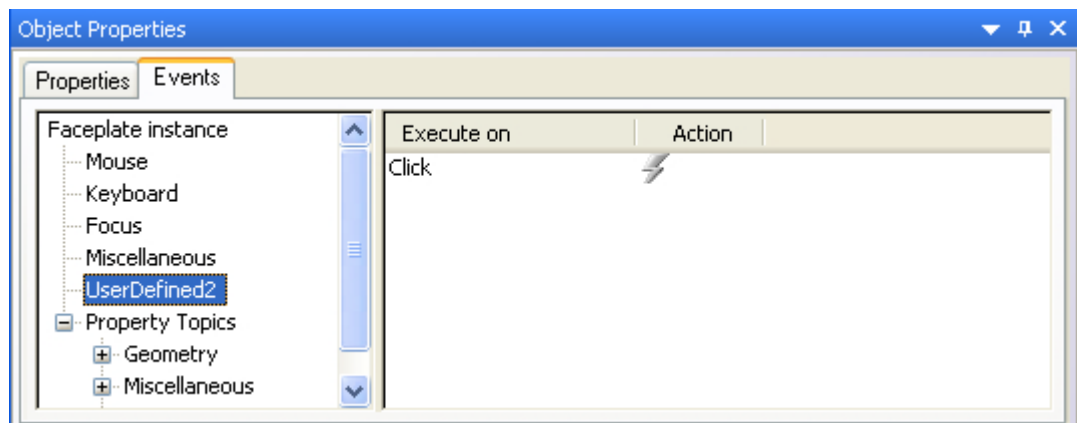 Object Properties
Properties Events
Faceplate instance
Mouse
Keyboard
Focus
Miscellaneous
UserDefined2
Property Topics
Geometry
Miscellaneous
Execute on Action
Click